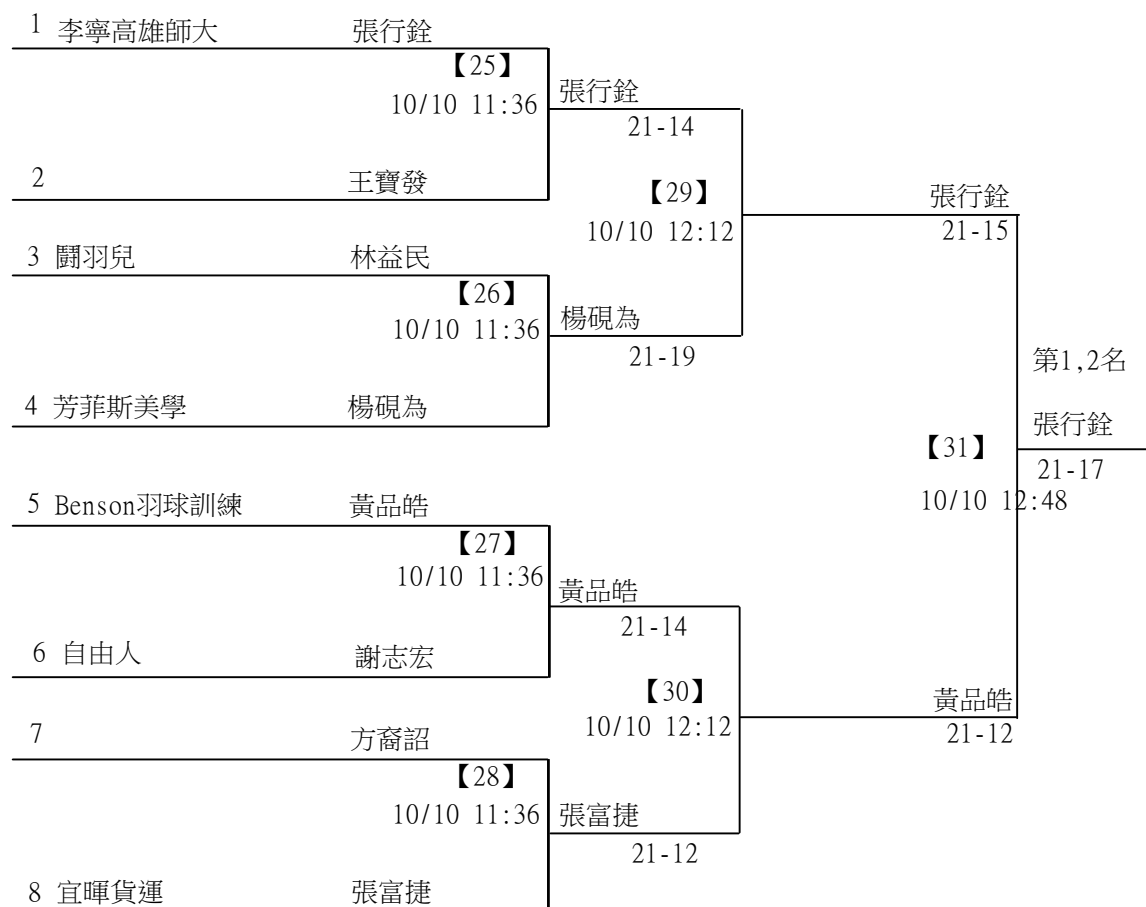 1 李寧高雄師大 張行銓
【25】
10/10 11:36
張行銓
21-14
2 王寶發
【29】
10/10 12:12
張行銓
21-15
3 鬪羽兒 林益民
【26】
10/10 11:36
楊硯為
21-19
4 芳菲斯美學 楊硯為
第1,2名
張行銓
【31】
21-17
10/10 12:48
5 Benson羽球訓練 黃品皓
【27】
10/10 11:36
黃品皓
21-14
6 自由人 謝志宏
【30】
10/10 12:12
黃品皓
21-12
7 方裔詔
【28】
10/10 11:36
張富捷
21-12
8 宜暉貨運 張富捷